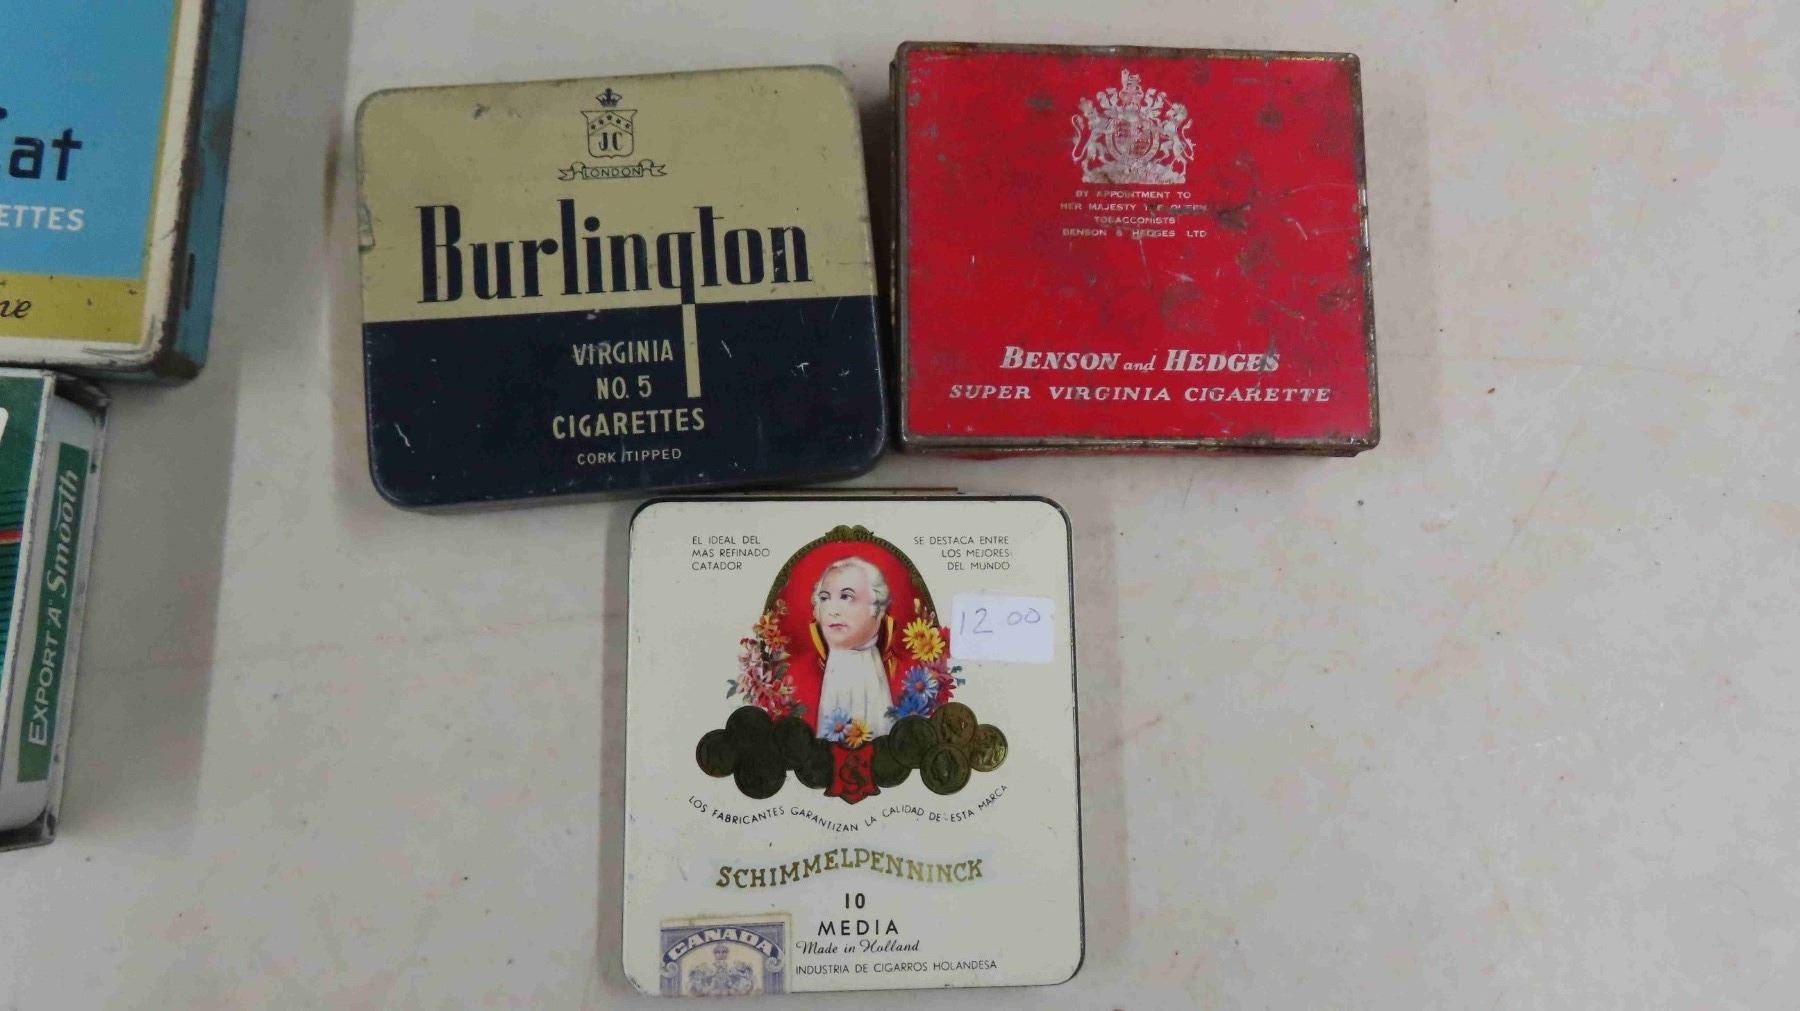 at
ETTES
ne
EXPORT "A" Smooth
J.C
LONDON
Burlington
VIRGINIA
NO. 5
CIGARETTES
CORK TIPPED
BY APPOINTMENT TO
HER MAJESTY THE QUEEN
TOBACCONISTS
BENSON & HEDGES LTD
BENSON and HEDGES
SUPER VIRGINIA CIGARETTE
EL IDEAL DEL
MAS REFINADO
CATADOR
SE DESTACA ENTRE
LOS MEJORES
DEL MUNDO
12 00
LOS FABRICANTES GARANTIZAN LA CALIDAD DE ESTA MARCA
SCHIMMELPENNINCK
10
MEDIA
Made in Holland
INDUSTRIA DE CIGARROS HOLANDESA
CANADA